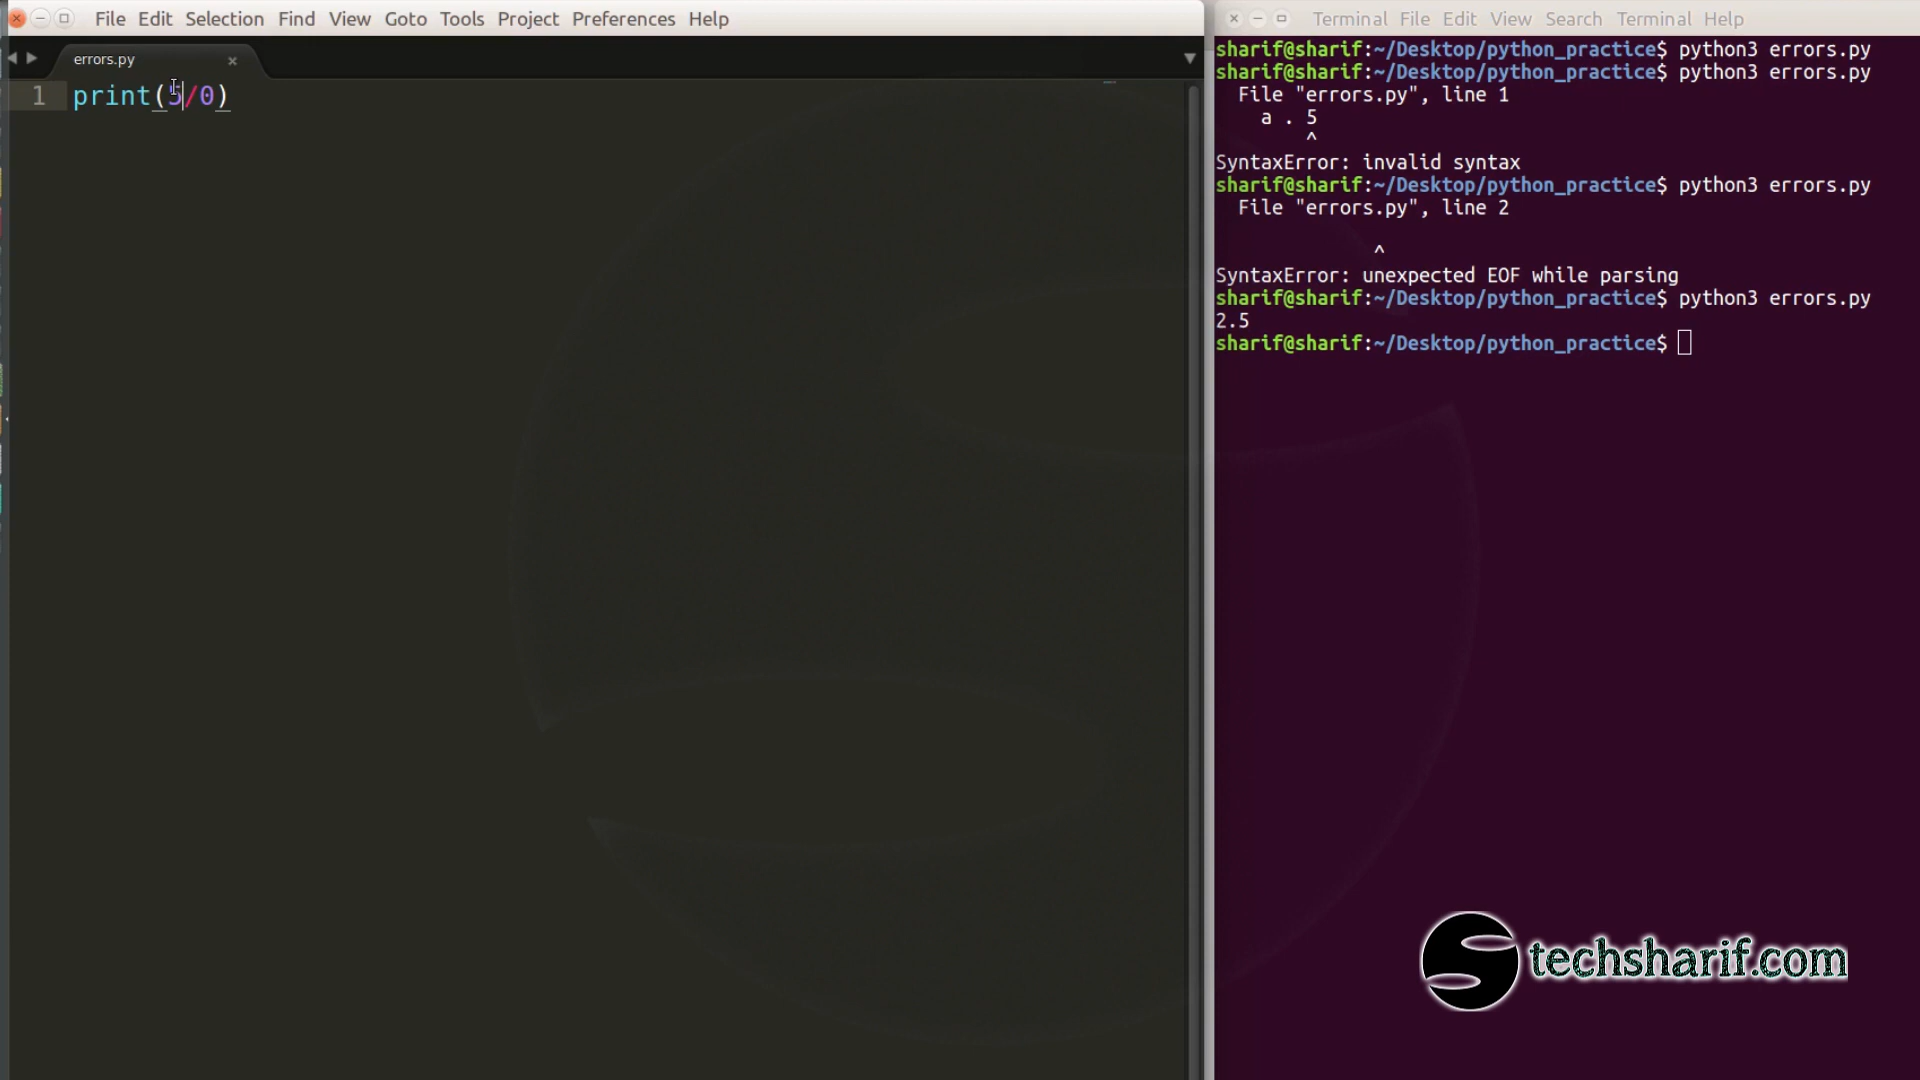 File Edit Selection Find View Goto Tools Project Preferences Help
errors.py
1 print(5/0)
Terminal File Edit View Search Terminal Help
sharif@sharif:~/Desktop/python_practice$ python3 errors.py
sharif@sharif:~/Desktop/python_practice$ python3 errors.py
File "errors.py", line 1
a . 5
^
SyntaxError: invalid syntax
sharif@sharif:~/Desktop/python_practice$ python3 errors.py
File "errors.py", line 2
^
SyntaxError: unexpected EOF while parsing
sharif@sharif:~/Desktop/python_practice$ python3 errors.py
2.5
sharif@sharif:~/Desktop/python_practice$
techsharif.com